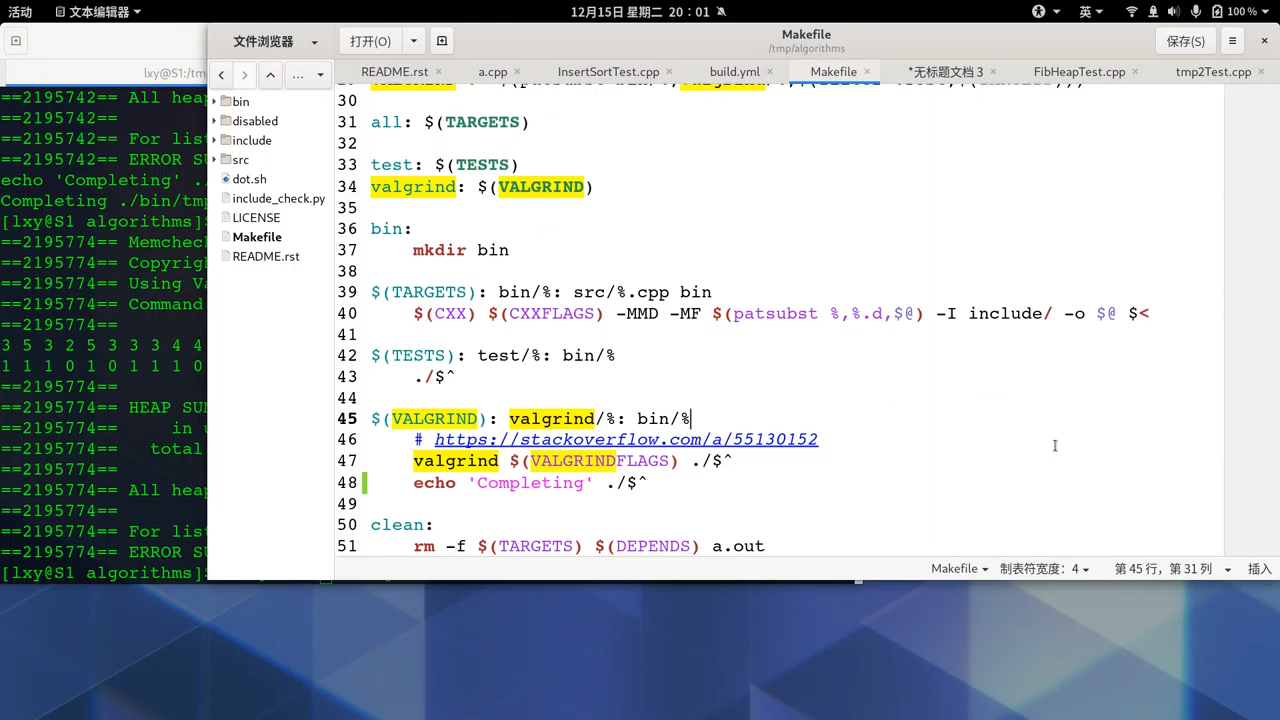 活动
文本编辑器
12月15日 星期二 20：01
英
100 %
文件浏览器
打开(O)
Makefile
/tmp/algorithms
保存(S)
lxy@S1:/tm
...
README.rst
a.cpp
InsertSortTest.cpp
build.yml
Makefile
*无标题文档 3
FibHeapTest.cpp
tmp2Test.cpp
==2195742== All heap
==2195742==
==2195742== For list
==2195742== ERROR SU
echo 'Completing' ./
Completing ./bin/tmp
[lxy@S1 algorithms]$
==2195774== Memcheck
==2195774== Copyrigh
==2195774== Using Va
==2195774== Command
==2195774==
3 5 3 2 5 3 3 3 4 4
1 1 1 0 1 0 1 1 1 0
==2195774==
==2195774== HEAP SUM
==2195774== in u
==2195774== total
==2195774==
==2195774== All heap
==2195774==
==2195774== For list
==2195774== ERROR SU
[lxy@S1 algorithms]$
bin
disabled
include
src
dot.sh
include_check.py
LICENSE
Makefile
README.rst
30
31 all: $(TARGETS)
32
33 test: $(TESTS)
34 valgrind: $(VALGRIND)
35
36 bin:
37 mkdir bin
38
39 $(TARGETS): bin/%: src/%.cpp bin
40 $(CXX) $(CXXFLAGS) -MMD -MF $(patsubst %,%.d,$@) -I include/ -o $@ $<
41
42 $(TESTS): test/%: bin/%
43 ./$^
44
45 $(VALGRIND): valgrind/%: bin/%
46 # https://stackoverflow.com/a/55130152
47 valgrind $(VALGRINDFLAGS) ./$^
48 echo 'Completing' ./$^
49
50 clean:
51 rm -f $(TARGETS) $(DEPENDS) a.out
Makefile
制表符宽度：4
第 45 行，第 31 列
插入